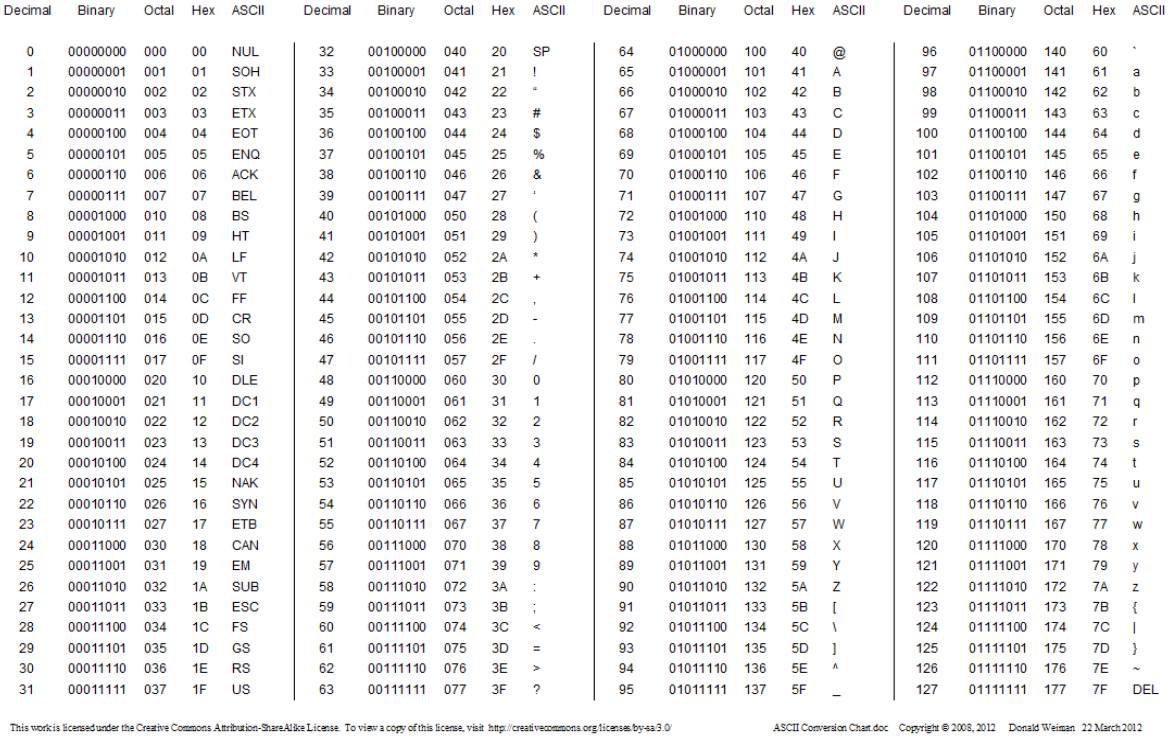 Decimal Binary Octal Hex ASCII Decimal Binary Octal Hex ASCII Decimal Binary Octal Hex ASCII Decimal Binary Octal Hex ASCII
0 00000000 000 00 NUL 32 00100000 040 20 SP 64 01000000 100 40 @ 96 01100000 140 60 `
1 00000001 001 01 SOH 33 00100001 041 21 ! 65 01000001 101 41 A 97 01100001 141 61 a
2 00000010 002 02 STX 34 00100010 042 22 “ 66 01000010 102 42 B 98 01100010 142 62 b
3 00000011 003 03 ETX 35 00100011 043 23 # 67 01000011 103 43 C 99 01100011 143 63 c
4 00000100 004 04 EOT 36 00100100 044 24 $ 68 01000100 104 44 D 100 01100100 144 64 d
5 00000101 005 05 ENQ 37 00100101 045 25 % 69 01000101 105 45 E 101 01100101 145 65 e
6 00000110 006 06 ACK 38 00100110 046 26 & 70 01000110 106 46 F 102 01100110 146 66 f
7 00000111 007 07 BEL 39 00100111 047 27 ‘ 71 01000111 107 47 G 103 01100111 147 67 g
8 00001000 010 08 BS 40 00101000 050 28 ( 72 01001000 110 48 H 104 01101000 150 68 h
9 00001001 011 09 HT 41 00101001 051 29 ) 73 01001001 111 49 I 105 01101001 151 69 i
10 00001010 012 0A LF 42 00101010 052 2A * 74 01001010 112 4A J 106 01101010 152 6A j
11 00001011 013 0B VT 43 00101011 053 2B + 75 01001011 113 4B K 107 01101011 153 6B k
12 00001100 014 0C FF 44 00101100 054 2C , 76 01001100 114 4C L 108 01101100 154 6C l
13 00001101 015 0D CR 45 00101101 055 2D - 77 01001101 115 4D M 109 01101101 155 6D m
14 00001110 016 0E SO 46 00101110 056 2E . 78 01001110 116 4E N 110 01101110 156 6E n
15 00001111 017 0F SI 47 00101111 057 2F / 79 01001111 117 4F O 111 01101111 157 6F o
16 00010000 020 10 DLE 48 00110000 060 30 0 80 01010000 120 50 P 112 01110000 160 70 p
17 00010001 021 11 DC1 49 00110001 061 31 1 81 01010001 121 51 Q 113 01110001 161 71 q
18 00010010 022 12 DC2 50 00110010 062 32 2 82 01010010 122 52 R 114 01110010 162 72 r
19 00010011 023 13 DC3 51 00110011 063 33 3 83 01010011 123 53 S 115 01110011 163 73 s
20 00010100 024 14 DC4 52 00110100 064 34 4 84 01010100 124 54 T 116 01110100 164 74 t
21 00010101 025 15 NAK 53 00110101 065 35 5 85 01010101 125 55 U 117 01110101 165 75 u
22 00010110 026 16 SYN 54 00110110 066 36 6 86 01010110 126 56 V 118 01110110 166 76 v
23 00010111 027 17 ETB 55 00110111 067 37 7 87 01010111 127 57 W 119 01110111 167 77 w
24 00011000 030 18 CAN 56 00111000 070 38 8 88 01011000 130 58 X 120 01111000 170 78 x
25 00011001 031 19 EM 57 00111001 071 39 9 89 01011001 131 59 Y 121 01111001 171 79 y
26 00011010 032 1A SUB 58 00111010 072 3A : 90 01011010 132 5A Z 122 01111010 172 7A z
27 00011011 033 1B ESC 59 00111011 073 3B ; 91 01011011 133 5B [ 123 01111011 173 7B {
28 00011100 034 1C FS 60 00111100 074 3C < 92 01011100 134 5C \ 124 01111100 174 7C |
29 00011101 035 1D GS 61 00111101 075 3D = 93 01011101 135 5D ] 125 01111101 175 7D }
30 00011110 036 1E RS 62 00111110 076 3E > 94 01011110 136 5E ^ 126 01111110 176 7E ~
31 00011111 037 1F US 63 00111111 077 3F ? 95 01011111 137 5F _ 127 01111111 177 7F DEL
This work is licensed under the Creative Commons Attribution-ShareAlike License. To view a copy of this license, visit http://creativecommons.org/licenses/by-sa/3.0/ ASCII Conversion Chart.doc Copyright © 2008, 2012 Donald Weiman 22 March 2012